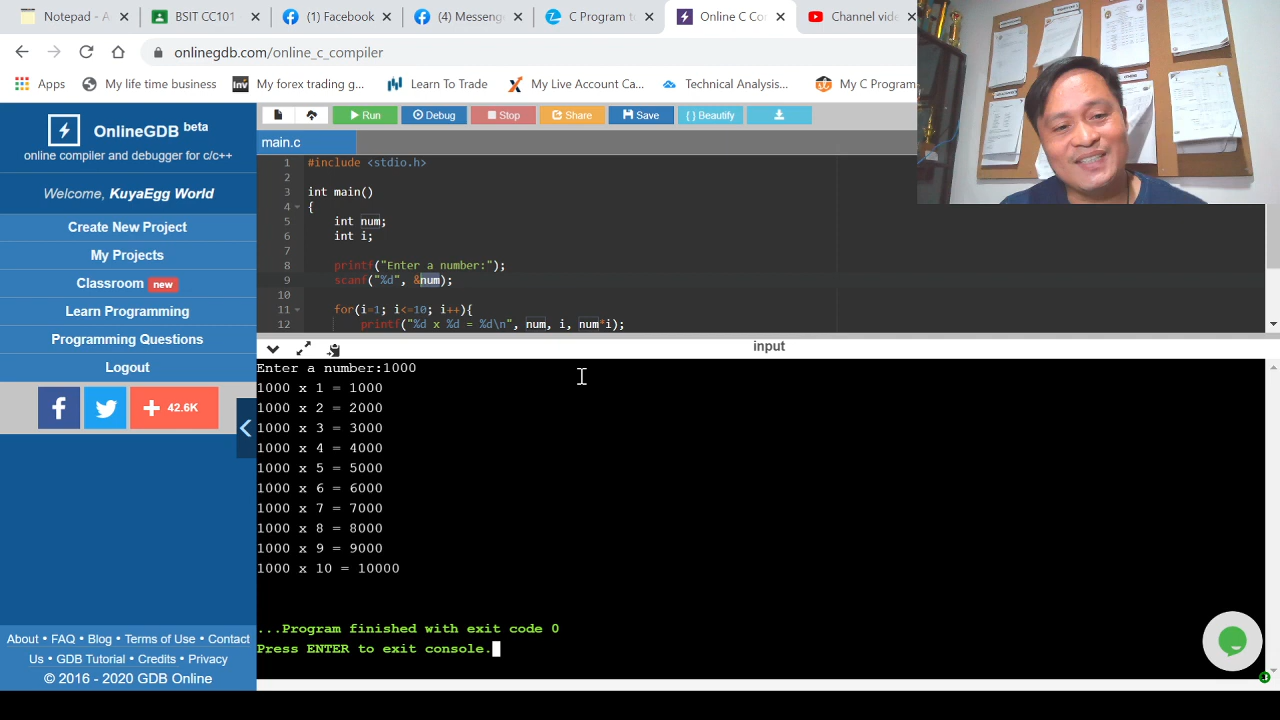 Notepad - A
BSIT CC101
(1) Facebook
(4) Messeng
C Program t
Online C Co
Channel vide
onlinegdb.com/online_c_compiler
Apps
My life time business
My forex trading g...
Learn To Trade
My Live Account Ca...
Technical Analysis...
My C Program
OnlineGDB beta
online compiler and debugger for c/c++
Welcome, KuyaEgg World
Create New Project
My Projects
Classroom new
Learn Programming
Programming Questions
Logout
42.6K
About • FAQ • Blog • Terms of Use • Contact
Us • GDB Tutorial • Credits • Privacy
© 2016 - 2020 GDB Online
Run
Debug
Stop
Share
Save
{ } Beautify
main.c
1 #include <stdio.h>
2
3 int main()
4 {
5 int num;
6 int i;
7
8 printf("Enter a number:");
9 scanf("%d", &num);
10
11 for(i=1; i<=10; i++){
12 printf("%d x %d = %d\n", num, i, num*i);
input
Enter a number:1000
1000 x 1 = 1000
1000 x 2 = 2000
1000 x 3 = 3000
1000 x 4 = 4000
1000 x 5 = 5000
1000 x 6 = 6000
1000 x 7 = 7000
1000 x 8 = 8000
1000 x 9 = 9000
1000 x 10 = 10000
...Program finished with exit code 0
Press ENTER to exit console.